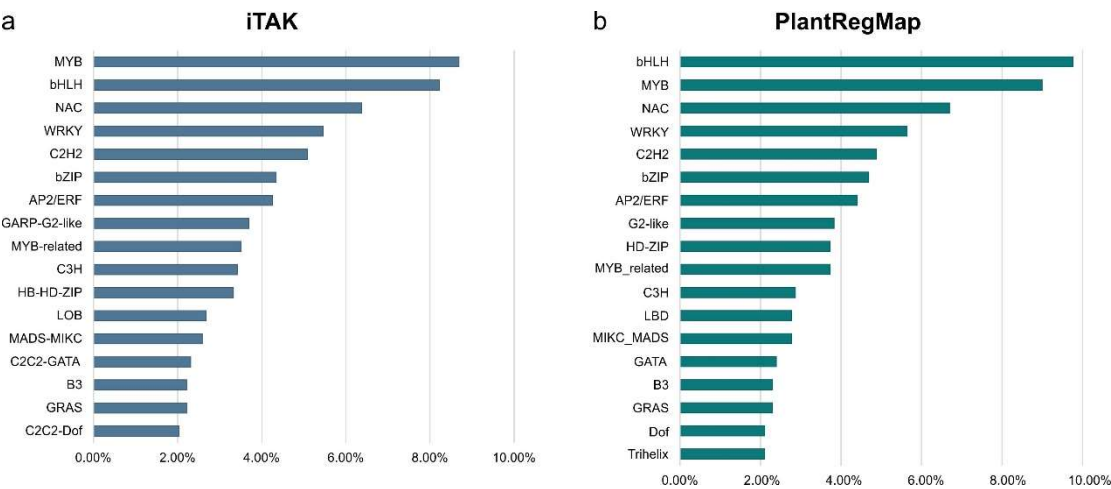 a
iTAK
MYB
bHLH
NAC
WRKY
C2H2
bZIP
AP2/ERF
GARP-G2-like
MYB-related
C3H
HB-HD-ZIP
LOB
MADS-MIKC
C2C2-GATA
B3
GRAS
C2C2-Dof
0.00% 2.00% 4.00% 6.00% 8.00% 10.00%
b
PlantRegMap
bHLH
MYB
NAC
WRKY
C2H2
bZIP
AP2/ERF
G2-like
HD-ZIP
MYB_related
C3H
LBD
MIKC_MADS
GATA
B3
GRAS
Dof
Trihelix
0.00% 2.00% 4.00% 6.00% 8.00% 10.00%